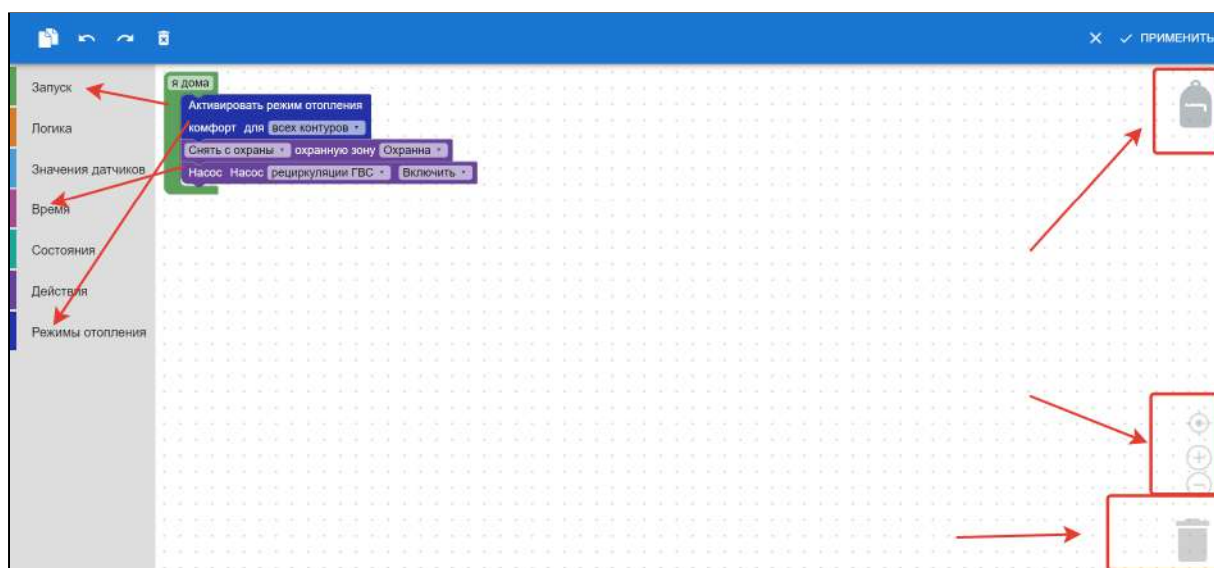 ПРИМЕНИТЬ
Запуск
Логика
Значения датчиков
Время
Состояния
Действия
Режимы отопления
я дома
Активировать режим отопления
комфорт для всех контуров
Снять с охраны охранную зону Охранна
Насос Насос рециркуляции ГВС Включить